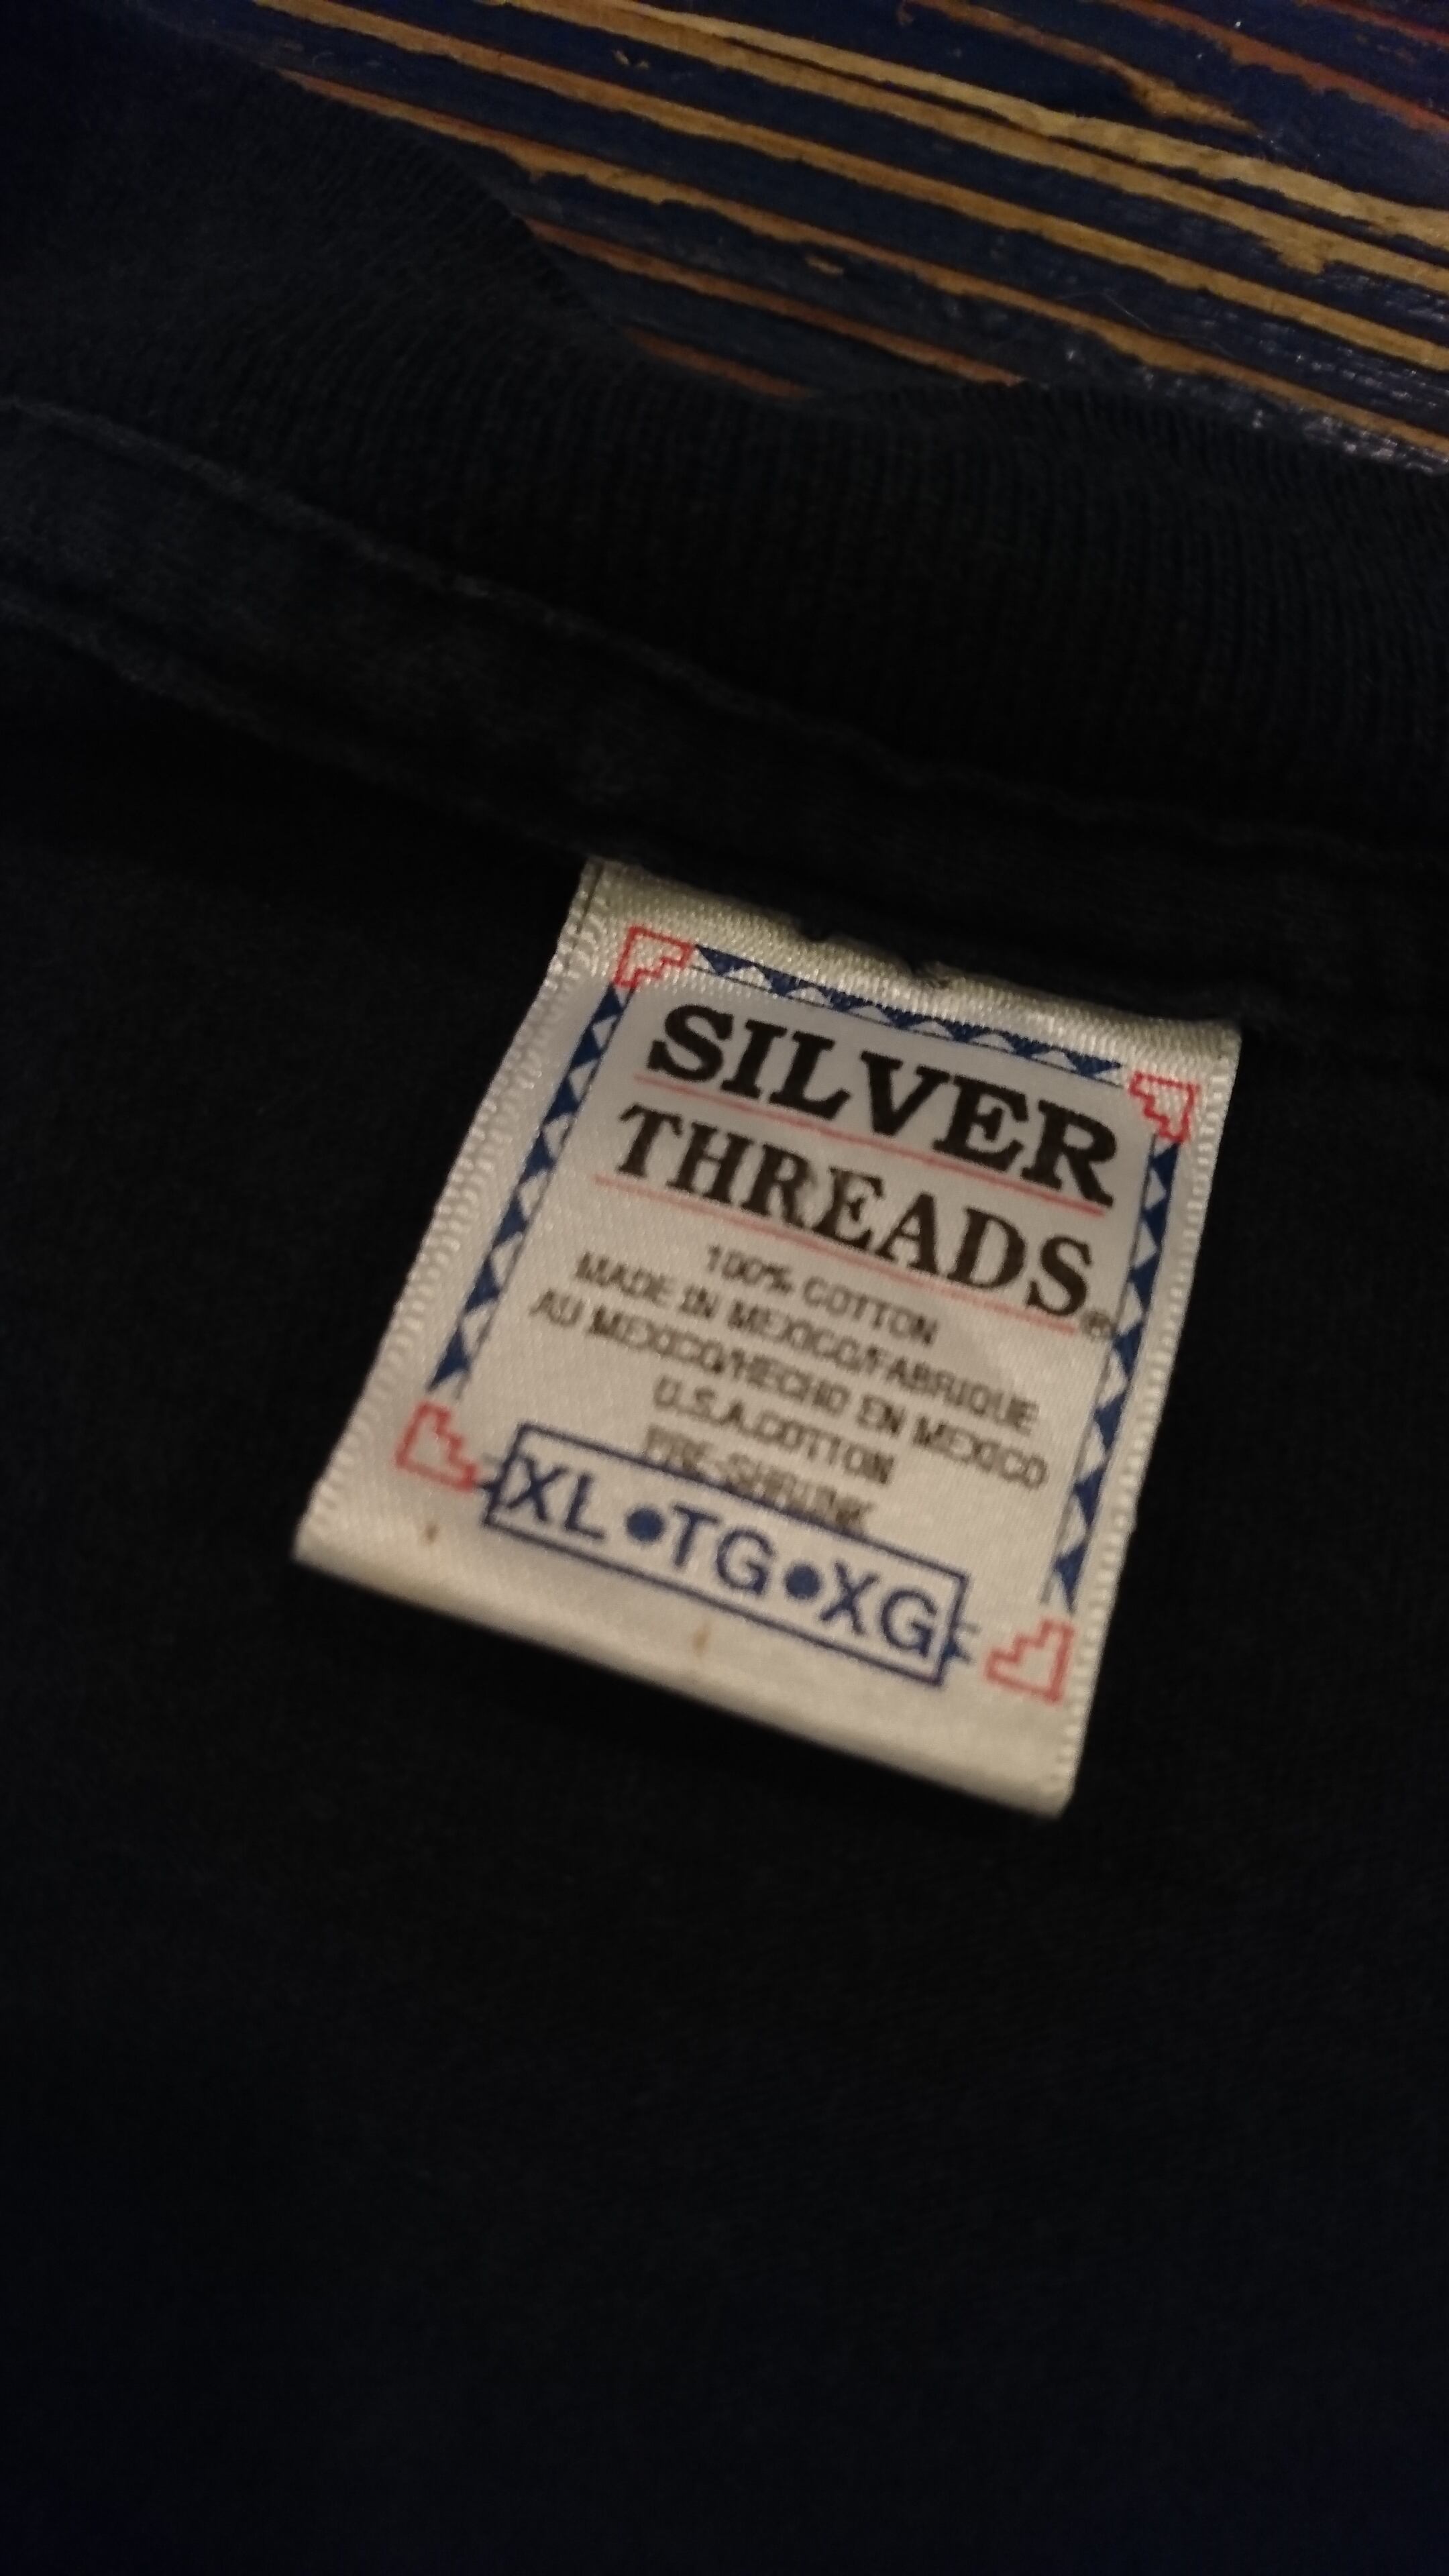 SILVER
THREADS®
100% COTTON
MADE IN MEXICO/FABRIQUE
AU MEXICO/HECHO EN MEXICO
U.S.A.COTTON
PRE-SHRUNK
XL•TG•XG